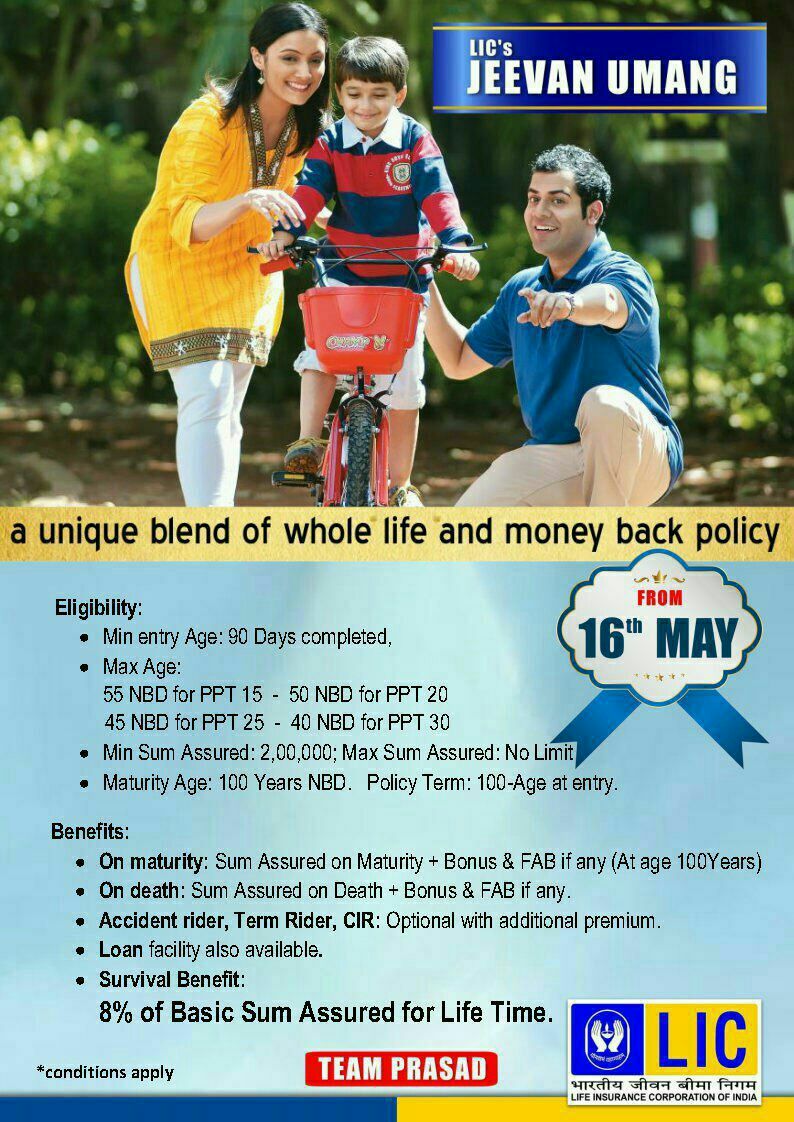 LIC's
JEEVAN UMANG
a unique blend of whole life and money back policy
FROM
16th MAY
Eligibility:
• Min entry Age: 90 Days completed,
• Max Age:
55 NBD for PPT 15 - 50 NBD for PPT 20
45 NBD for PPT 25 - 40 NBD for PPT 30
• Min Sum Assured: 2,00,000; Max Sum Assured: No Limit
• Maturity Age: 100 Years NBD. Policy Term: 100-Age at entry.
Benefits:
• On maturity: Sum Assured on Maturity + Bonus & FAB if any (At age 100Years)
• On death: Sum Assured on Death + Bonus & FAB if any.
• Accident rider, Term Rider, CIR: Optional with additional premium.
• Loan facility also available.
• Survival Benefit:
8% of Basic Sum Assured for Life Time.
*conditions apply
TEAM PRASAD
LIC
भारतीय जीवन बीमा निगम
LIFE INSURANCE CORPORATION OF INDIA